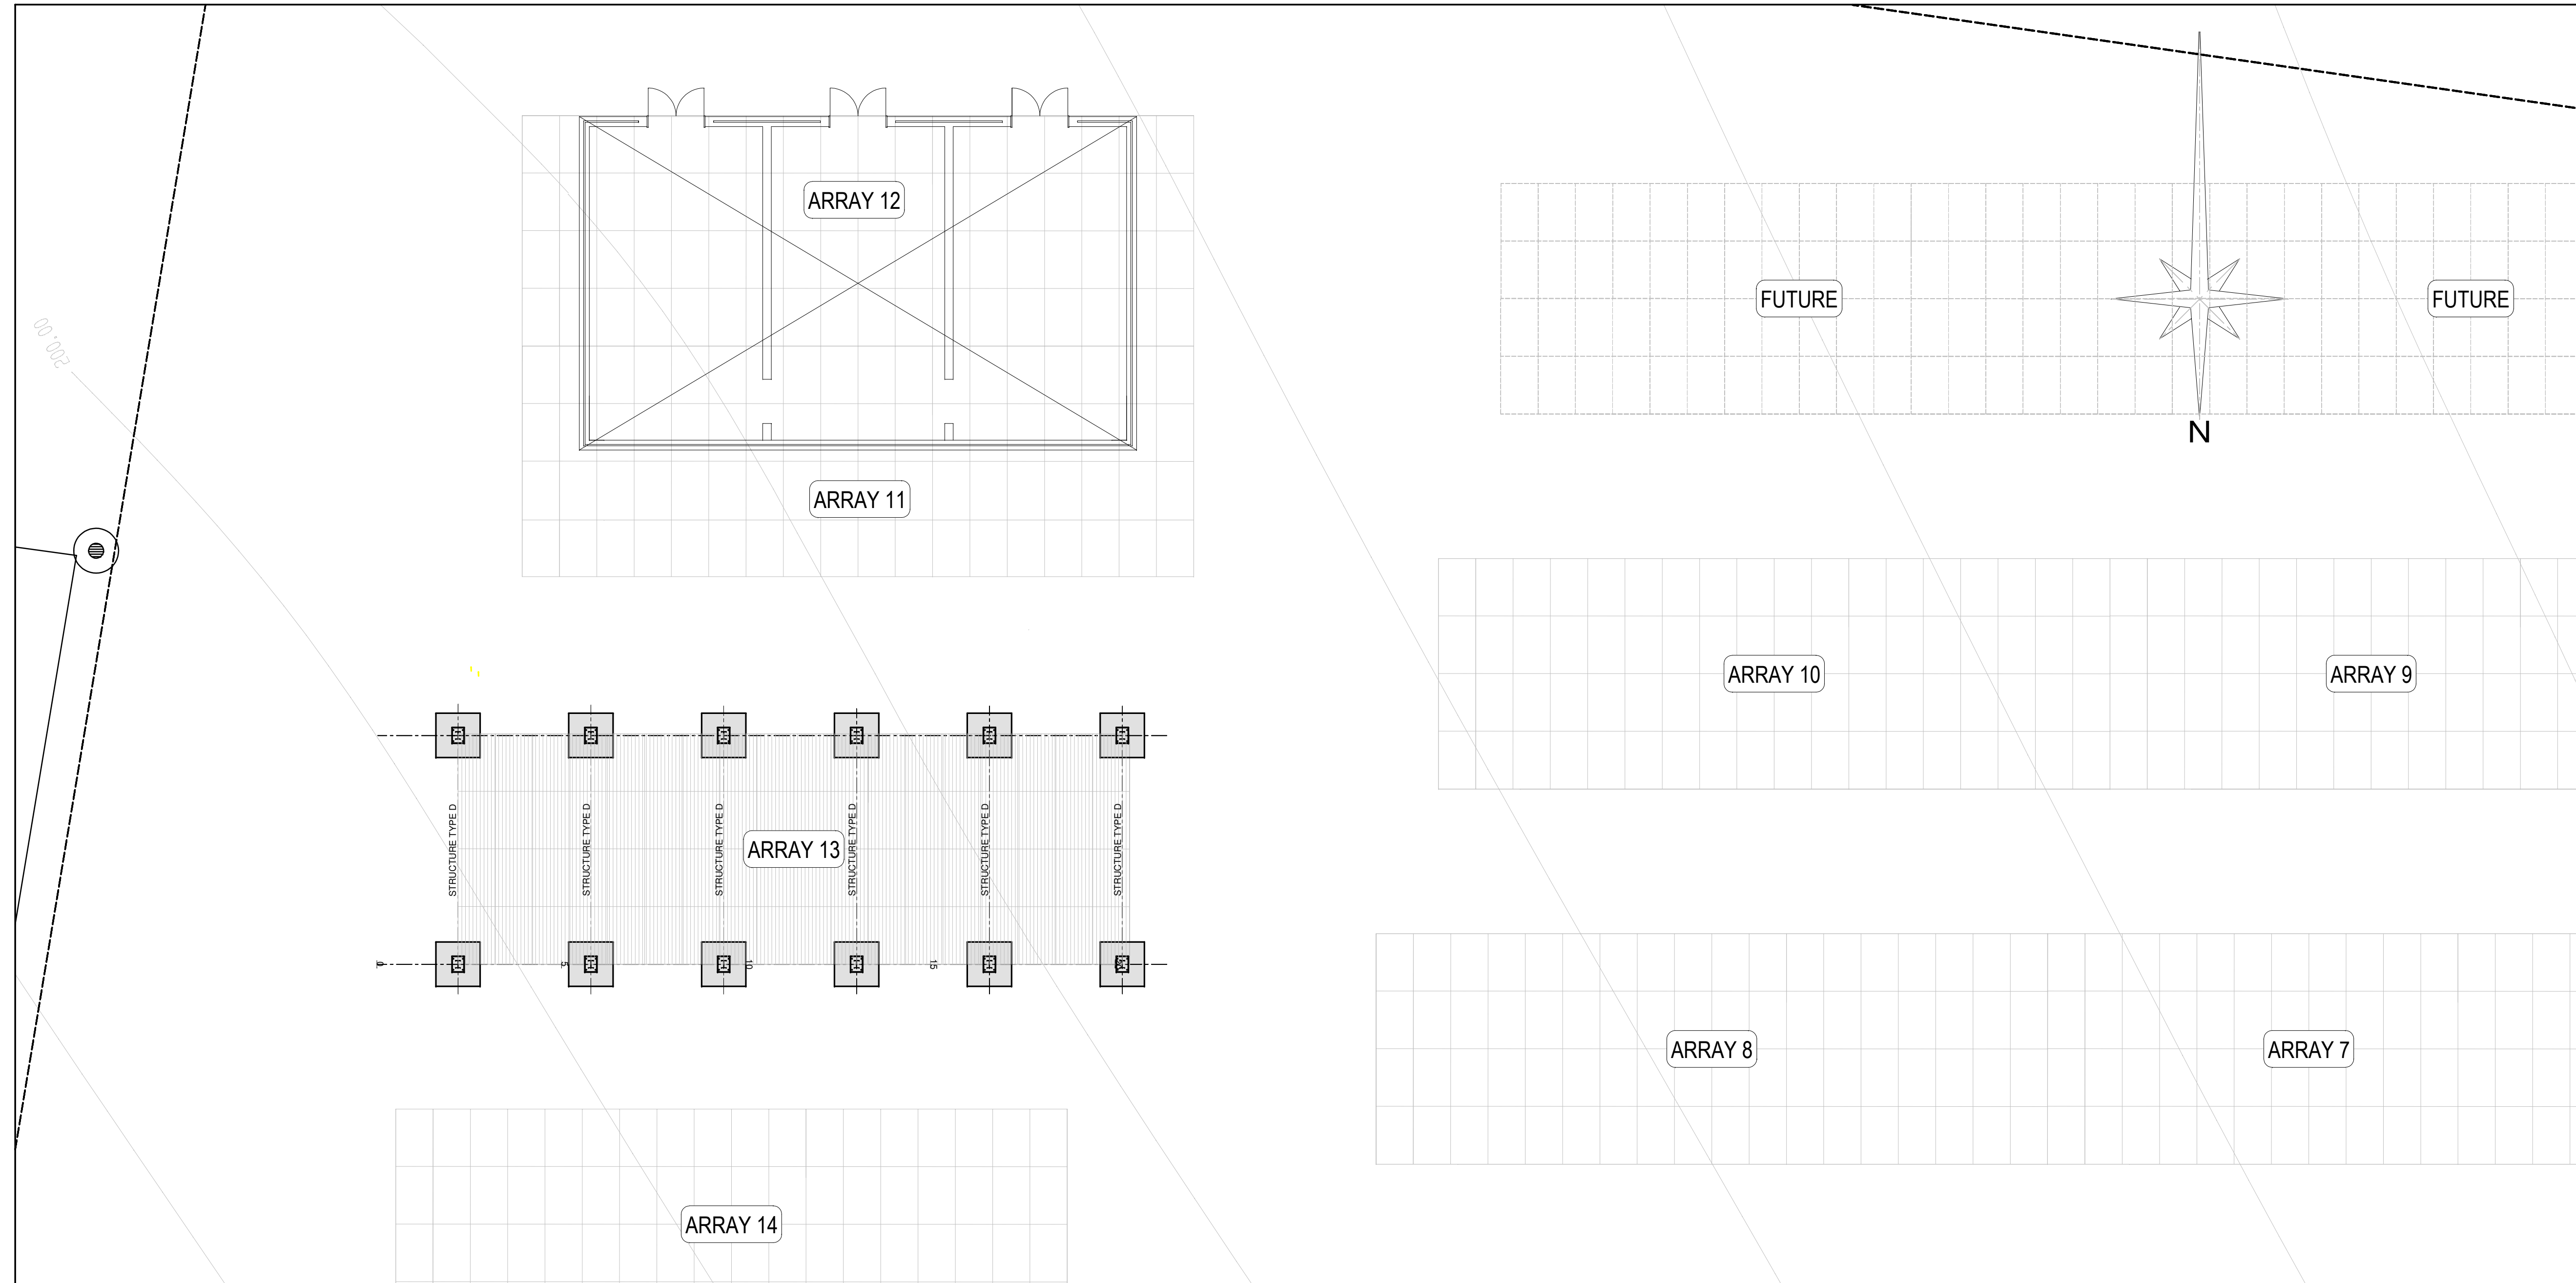 ARRAY 12
FUTURE
FUTURE
200.00
N
ARRAY 11
ARRAY 10
ARRAY 9
STRUCTURE TYPE D
STRUCTURE TYPE D
STRUCTURE TYPE D
ARRAY 13
STRUCTURE TYPE D
STRUCTURE TYPE D
STRUCTURE TYPE D
0
5
10
15
ARRAY 8
ARRAY 7
ARRAY 14